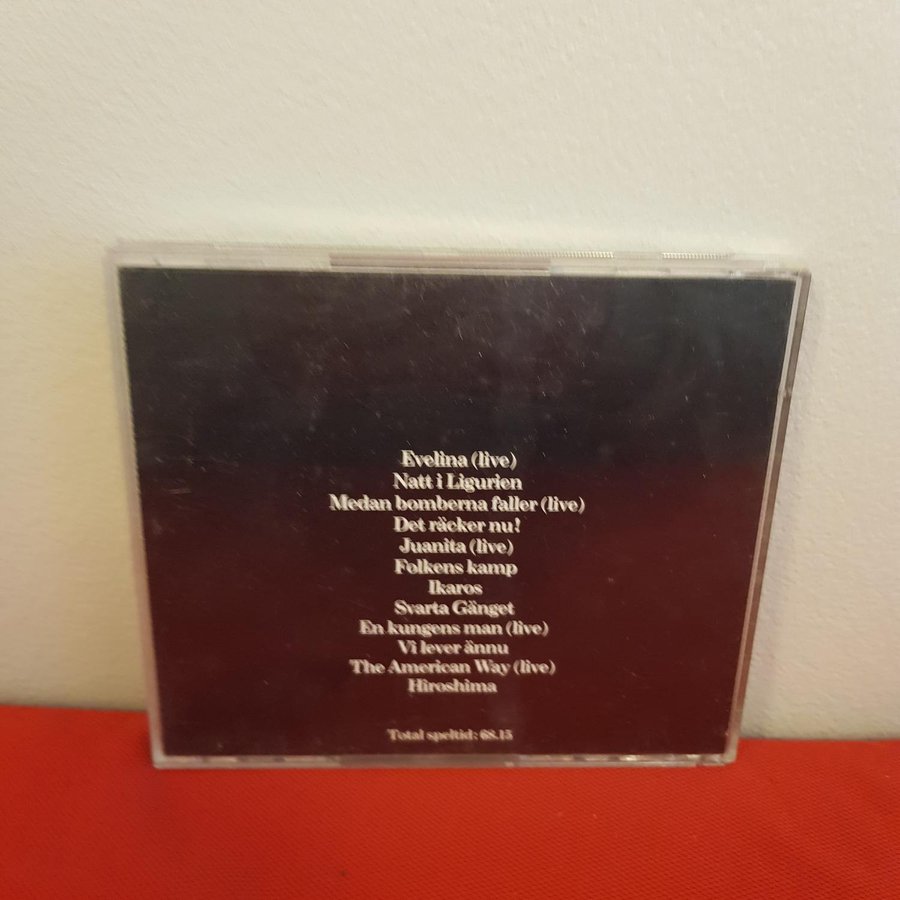 Evelina (live)
Natt i Ligurien
Medan bomberna faller (live)
Det räcker nu!
Juanita (live)
Folkens kamp
Ikaros
Svarta Gänget
En kungens man (live)
Vi lever ännu
The American Way (live)
Hiroshima
Total speltid: 68.15